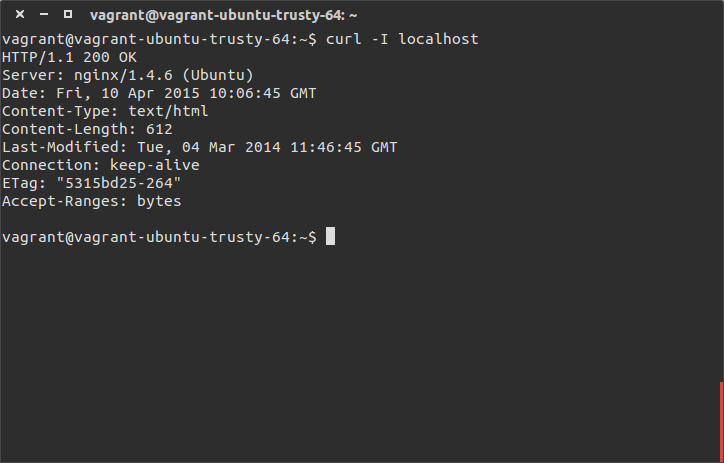 vagrant@vagrant-ubuntu-trusty-64: ~
vagrant@vagrant-ubuntu-trusty-64:~$ curl -I localhost
HTTP/1.1 200 OK
Server: nginx/1.4.6 (Ubuntu)
Date: Fri, 10 Apr 2015 10:06:45 GMT
Content-Type: text/html
Content-Length: 612
Last-Modified: Tue, 04 Mar 2014 11:46:45 GMT
Connection: keep-alive
ETag: "5315bd25-264"
Accept-Ranges: bytes
vagrant@vagrant-ubuntu-trusty-64:~$